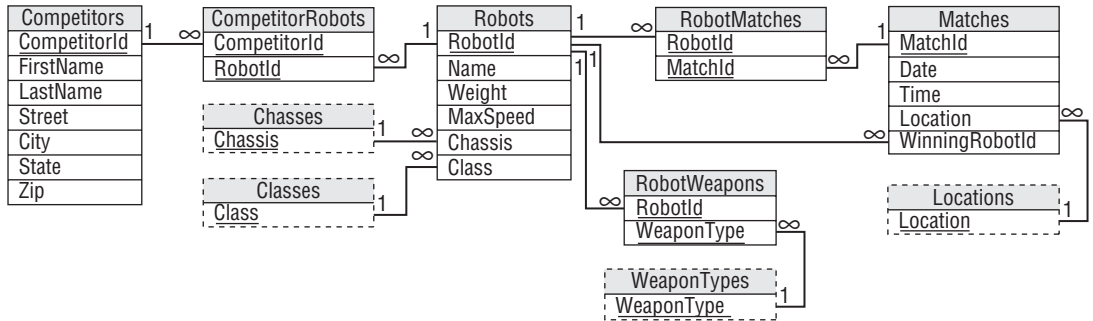 Competitors
CompetitorId
FirstName
LastName
Street
City
State
Zip
1
∞
CompetitorRobots
CompetitorId
RobotId
∞
1
Chasses
Chassis
1
∞
Classes
Class
1
∞
Robots
RobotId
Name
Weight
MaxSpeed
Chassis
Class
1
∞
1
1
RobotMatches
RobotId
MatchId
∞
1
Matches
MatchId
Date
Time
Location
WinningRobotId
∞
∞
RobotWeapons
RobotId
WeaponType
∞
∞
WeaponTypes
WeaponType
1
Locations
Location
1